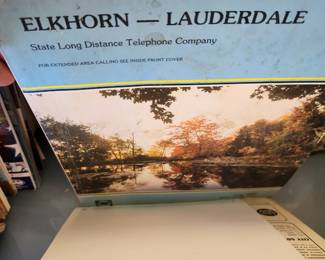 ELKHORN — LAUDERDALE
State Long Distance Telephone Company
FOR EXTENDED AREA CALLING SEE INSIDE FRONT COVER